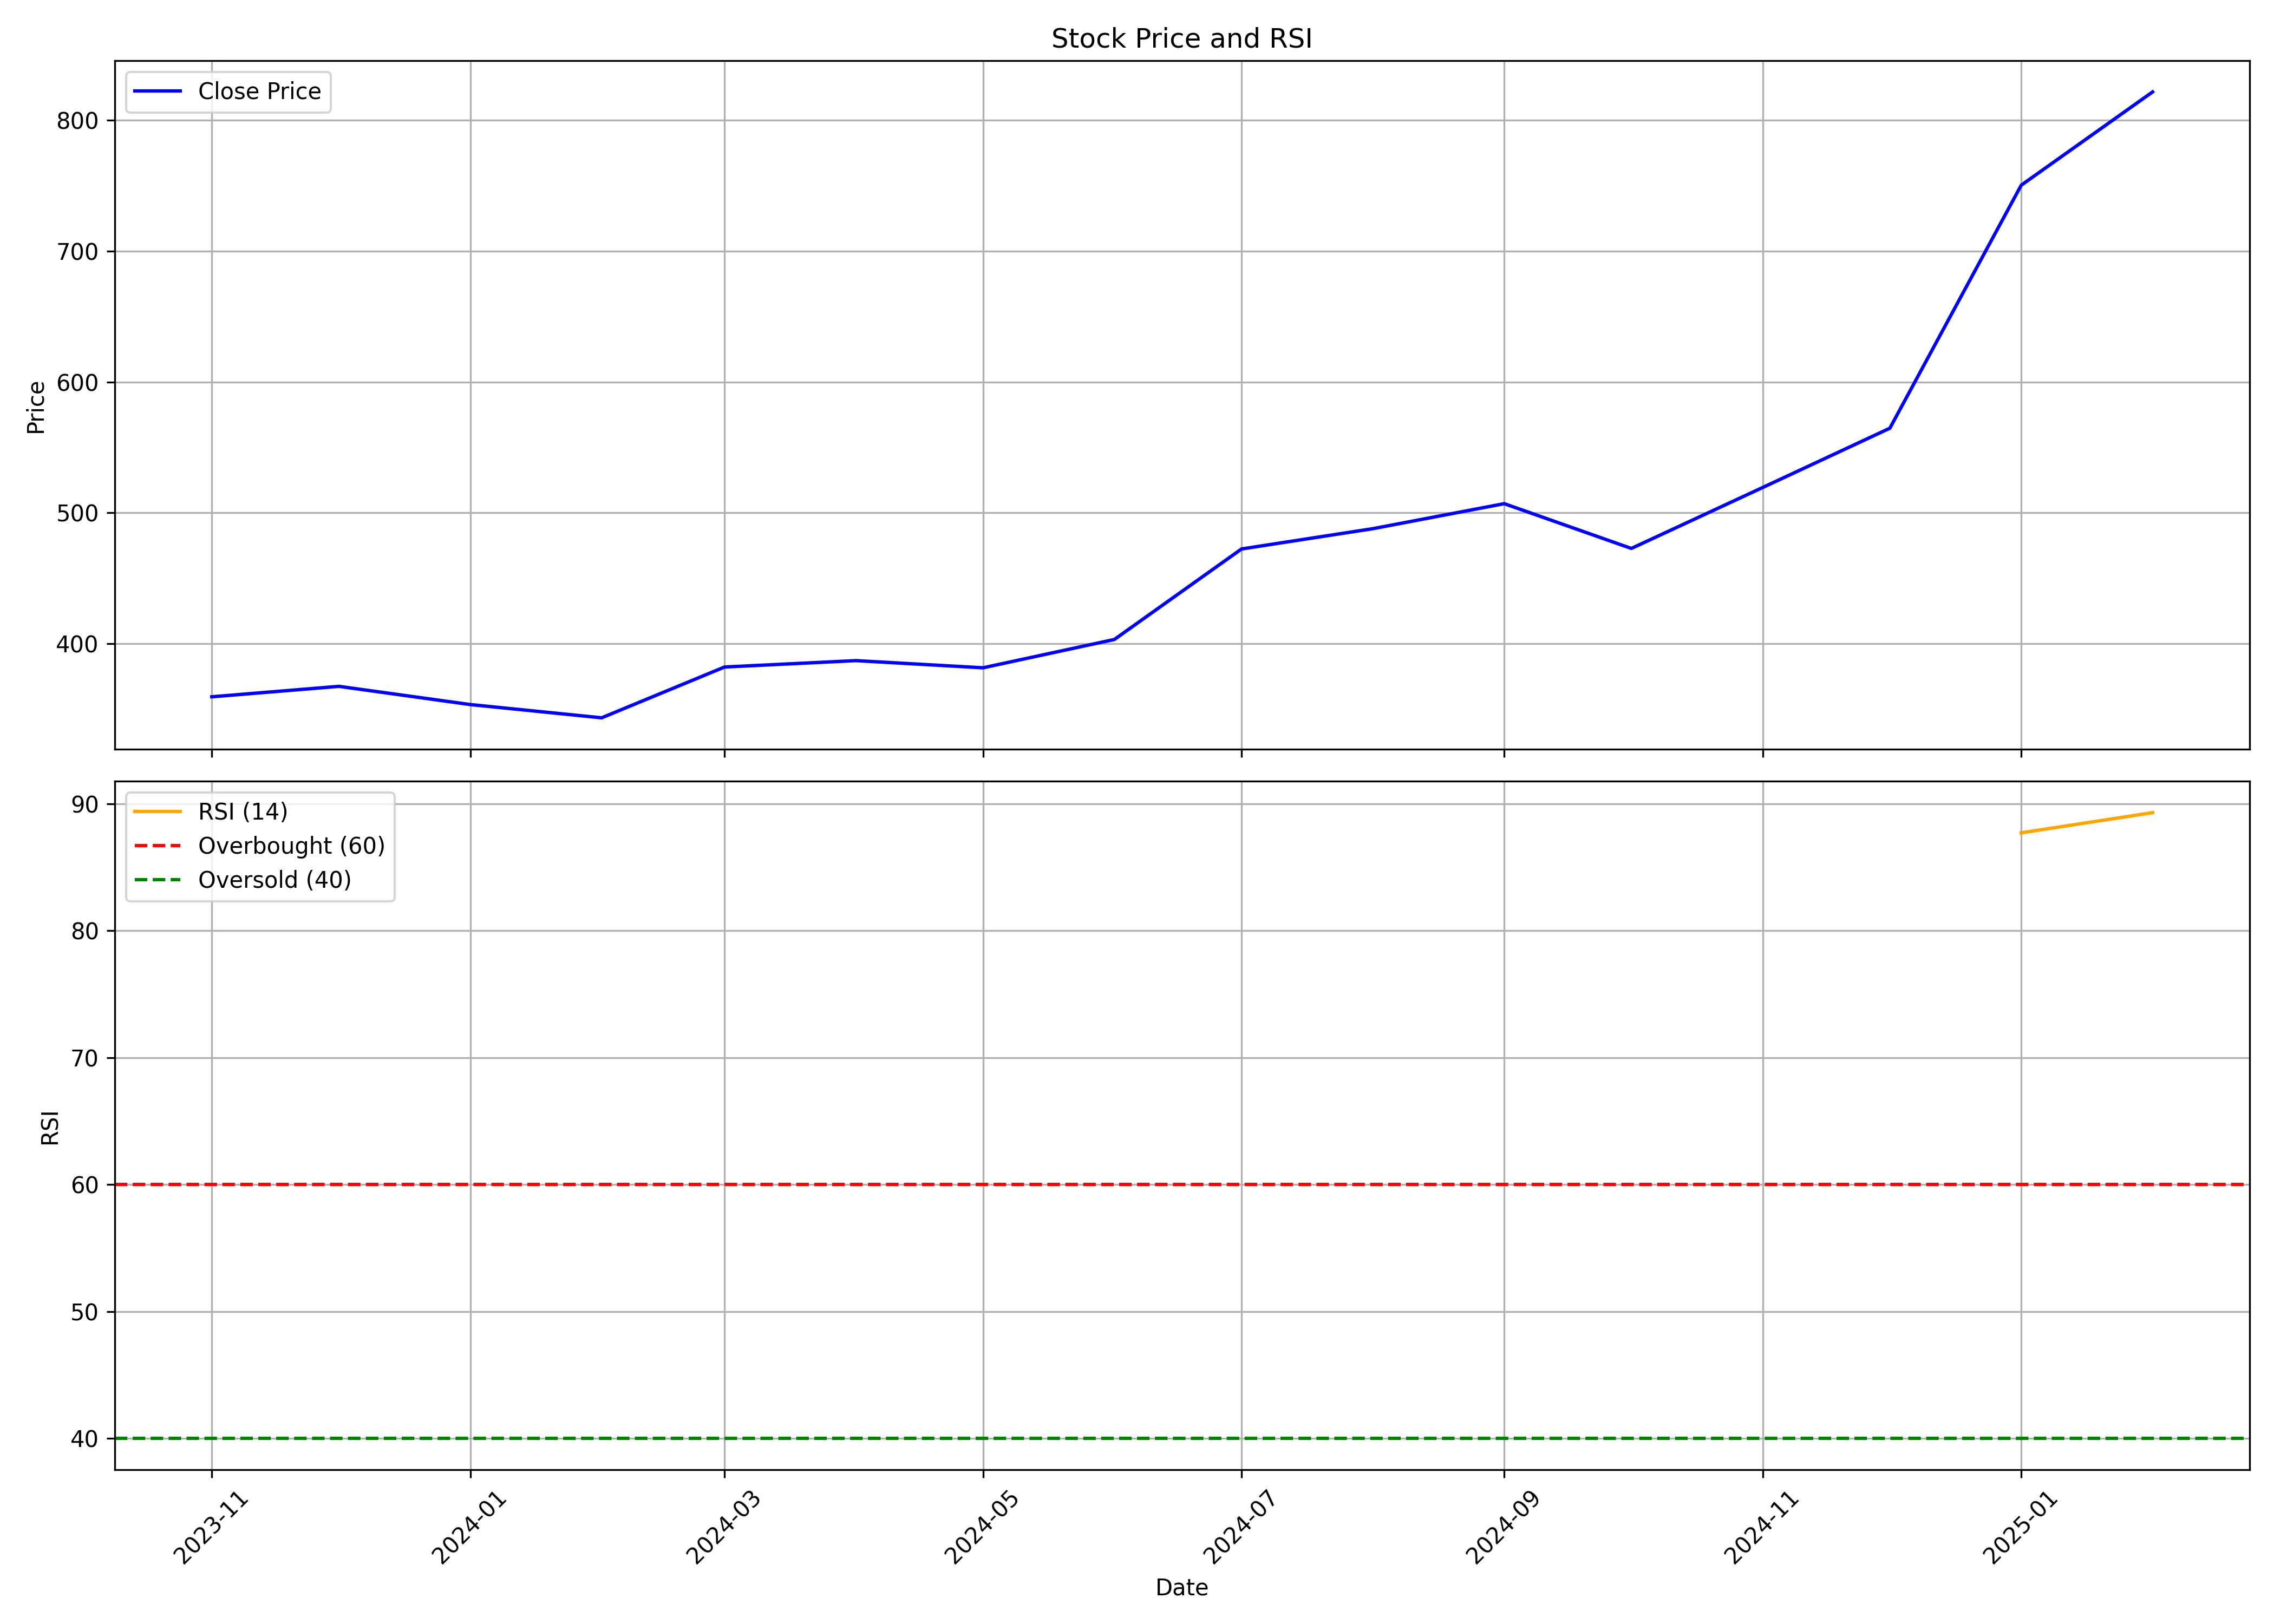 Stock Price and RSI
Close Price
800
700
600
500
400
Price
RSI (14)
Overbought (60)
Oversold (40)
90
80
70
60
50
40
RSI
2023-11
2024-01
2024-03
2024-05
2024-07
2024-09
2024-11
2025-01
Date